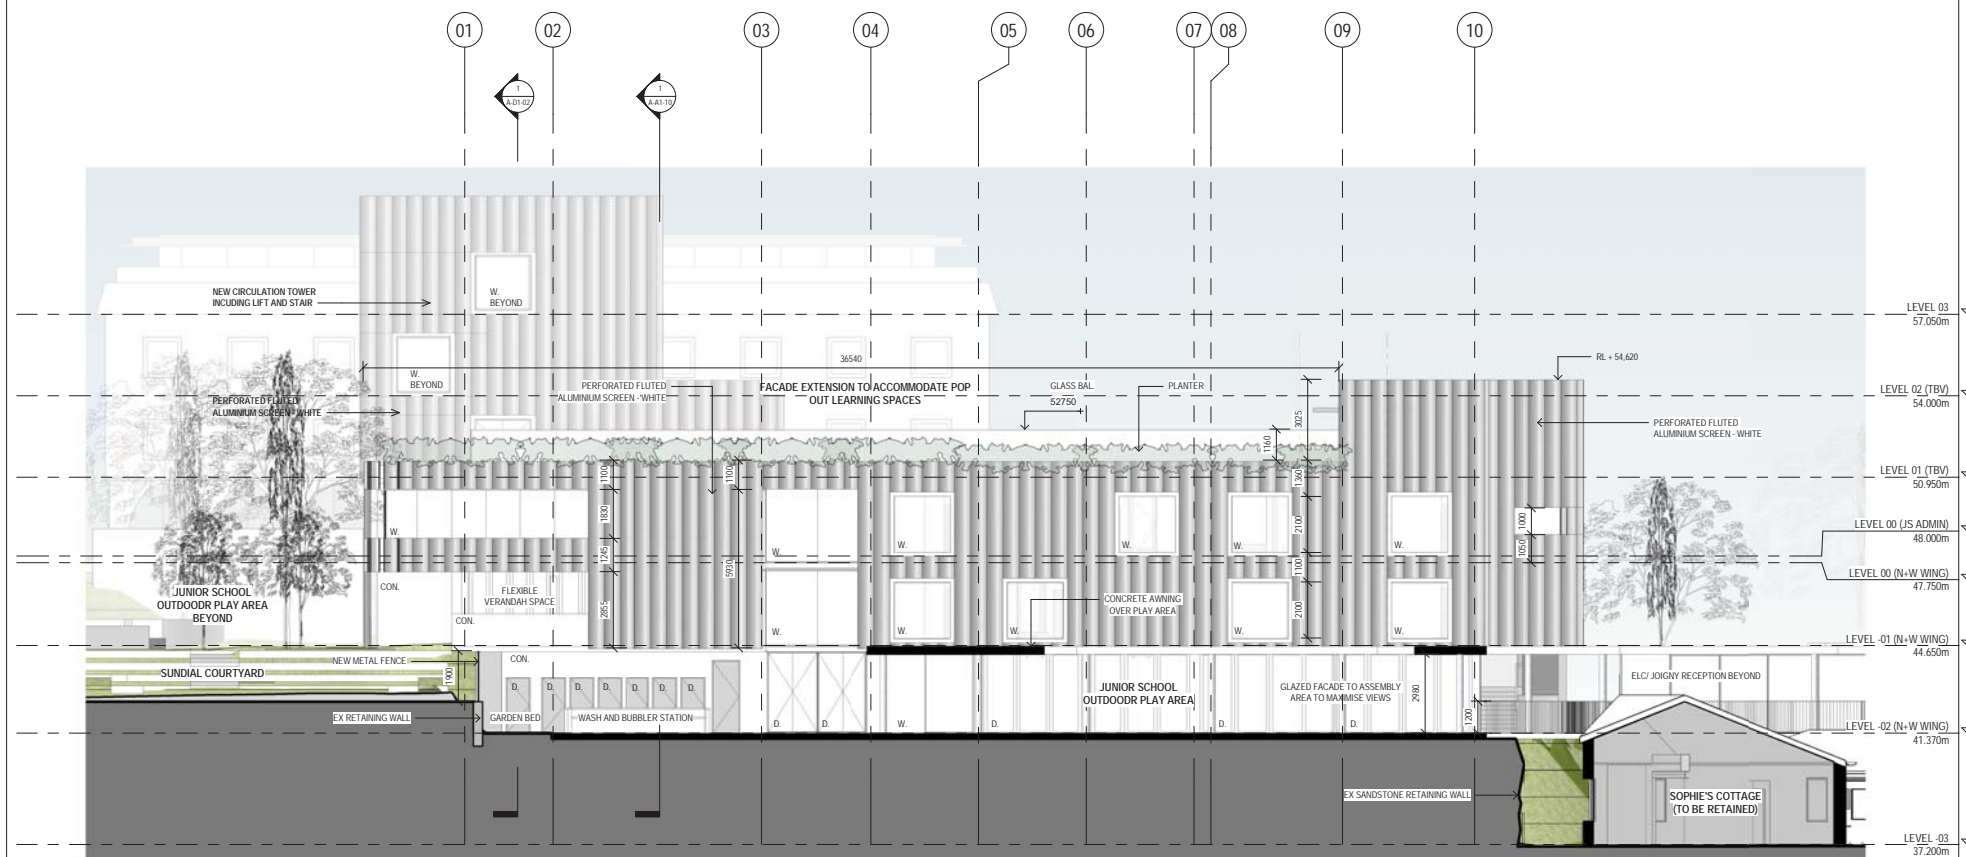 01
02
03
04
05
06
07
08
09
10
1
A-D1-02
1
A-A1-10
NEW CIRCULATION TOWER
INCUDING LIFT AND STAIR
W.
BEYOND
LEVEL 03
57.050m
W.
BEYOND
36540
PERFORATED FLUTED
ALUMINIUM SCREEN - WHITE
FACADE EXTENSION TO ACCOMMODATE POP
OUT LEARNING SPACES
GLASS BAL.
52750
PLANTER
RL + 54,620
LEVEL 02 (TBV)
54.000m
PERFORATED FLUTED
ALUMINIUM SCREEN - WHITE
3025
1160
PERFORATED FLUTED
ALUMINIUM SCREEN - WHITE
LEVEL 01 (TBV)
50.950m
1100
1100
1360
1830
2100
1000
1245
5930
1050
1100
2855
2100
W.
W.
W.
W.
W.
W.
LEVEL 00 (JS ADMIN)
48.000m
LEVEL 00 (N+W WING)
47.750m
JUNIOR SCHOOL
OUTDOODR PLAY AREA
BEYOND
CON.
FLEXIBLE
VERANDAH SPACE
CON.
CONCRETE AWNING
OVER PLAY AREA
W.
W.
W.
W.
W.
LEVEL -01 (N+W WING)
44.650m
NEW METAL FENCE
CON.
SUNDIAL COURTYARD
1900
D.
D.
D.
D.
D.
D.
D.
JUNIOR SCHOOL
OUTDOODR PLAY AREA
GLAZED FACADE TO ASSEMBLY
AREA TO MAXIMISE VIEWS
2980
1200
ELC/ JOIGNY RECEPTION BEYOND
EX RETAINING WALL
GARDEN BED
WASH AND BUBBLER STATION
D.
D.
W.
D.
D.
D.
LEVEL -02 (N+W WING)
41.370m
EX SANDSTONE RETAINING WALL
SOPHIE'S COTTAGE
(TO BE RETAINED)
LEVEL -03
37.200m